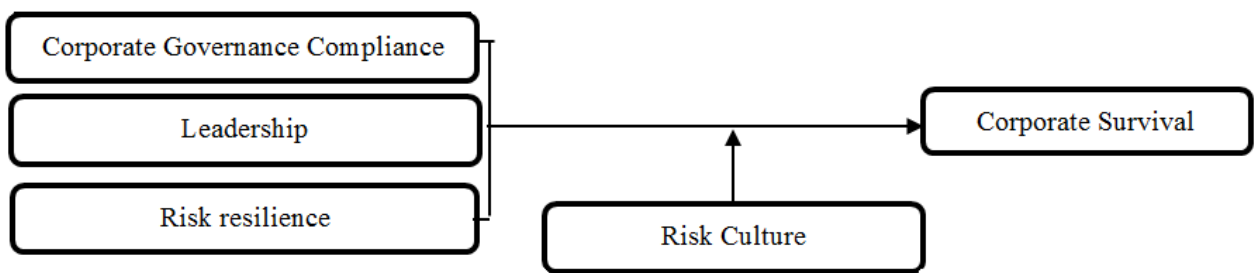 Corporate Governance Compliance
Leadership
Corporate Survival
Risk resilience
Risk Culture